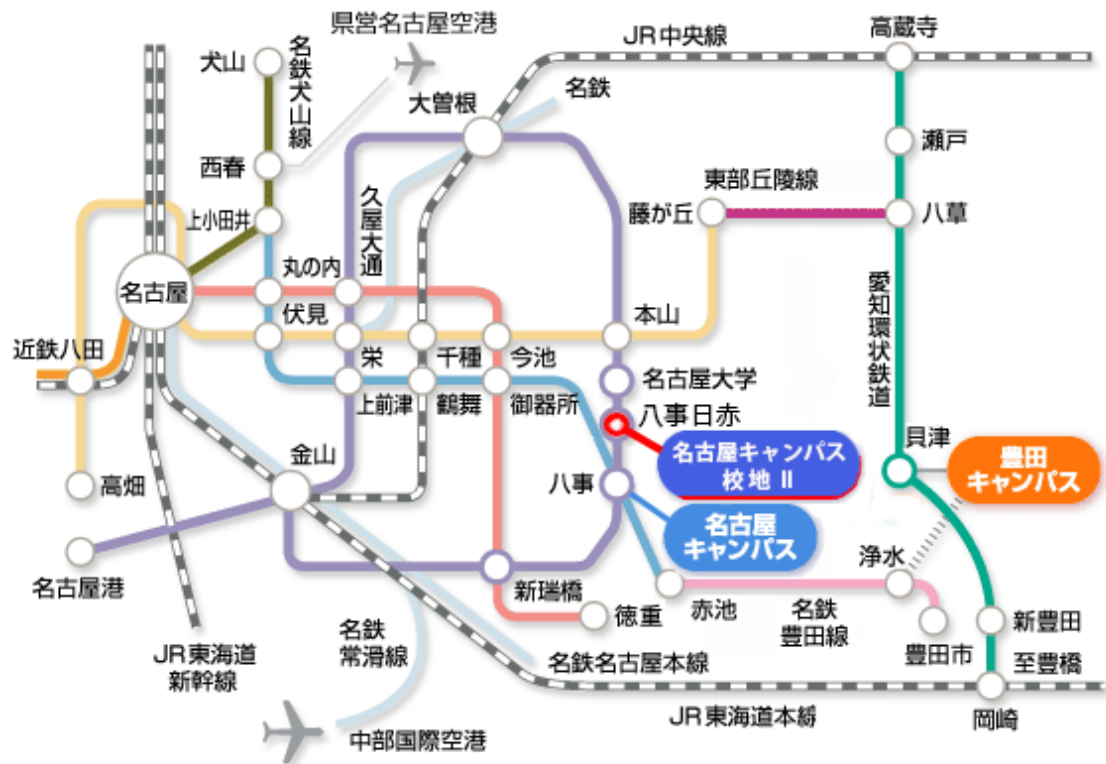 県営名古屋空港
JR中央線
高蔵寺
犬山
名鉄犬山線
大曽根
名鉄
瀬戸
西春
東部丘陵線
久屋大通
藤が丘
八草
上小田井
丸の内
名古屋
伏見
本山
愛知環状鉄道
近鉄八田
栄
千種
今池
名古屋大学
上前津
鶴舞
御器所
八事日赤
貝津
名古屋キャンパス
校地 II
豊田
キャンパス
金山
高畑
八事
名古屋
キャンパス
浄水
名古屋港
新瑞橋
徳重
赤池
名鉄
豊田線
新豊田
名鉄
常滑線
豊田市
JR東海道
新幹線
名鉄名古屋本線
至豊橋
JR東海道本線
岡崎
中部国際空港